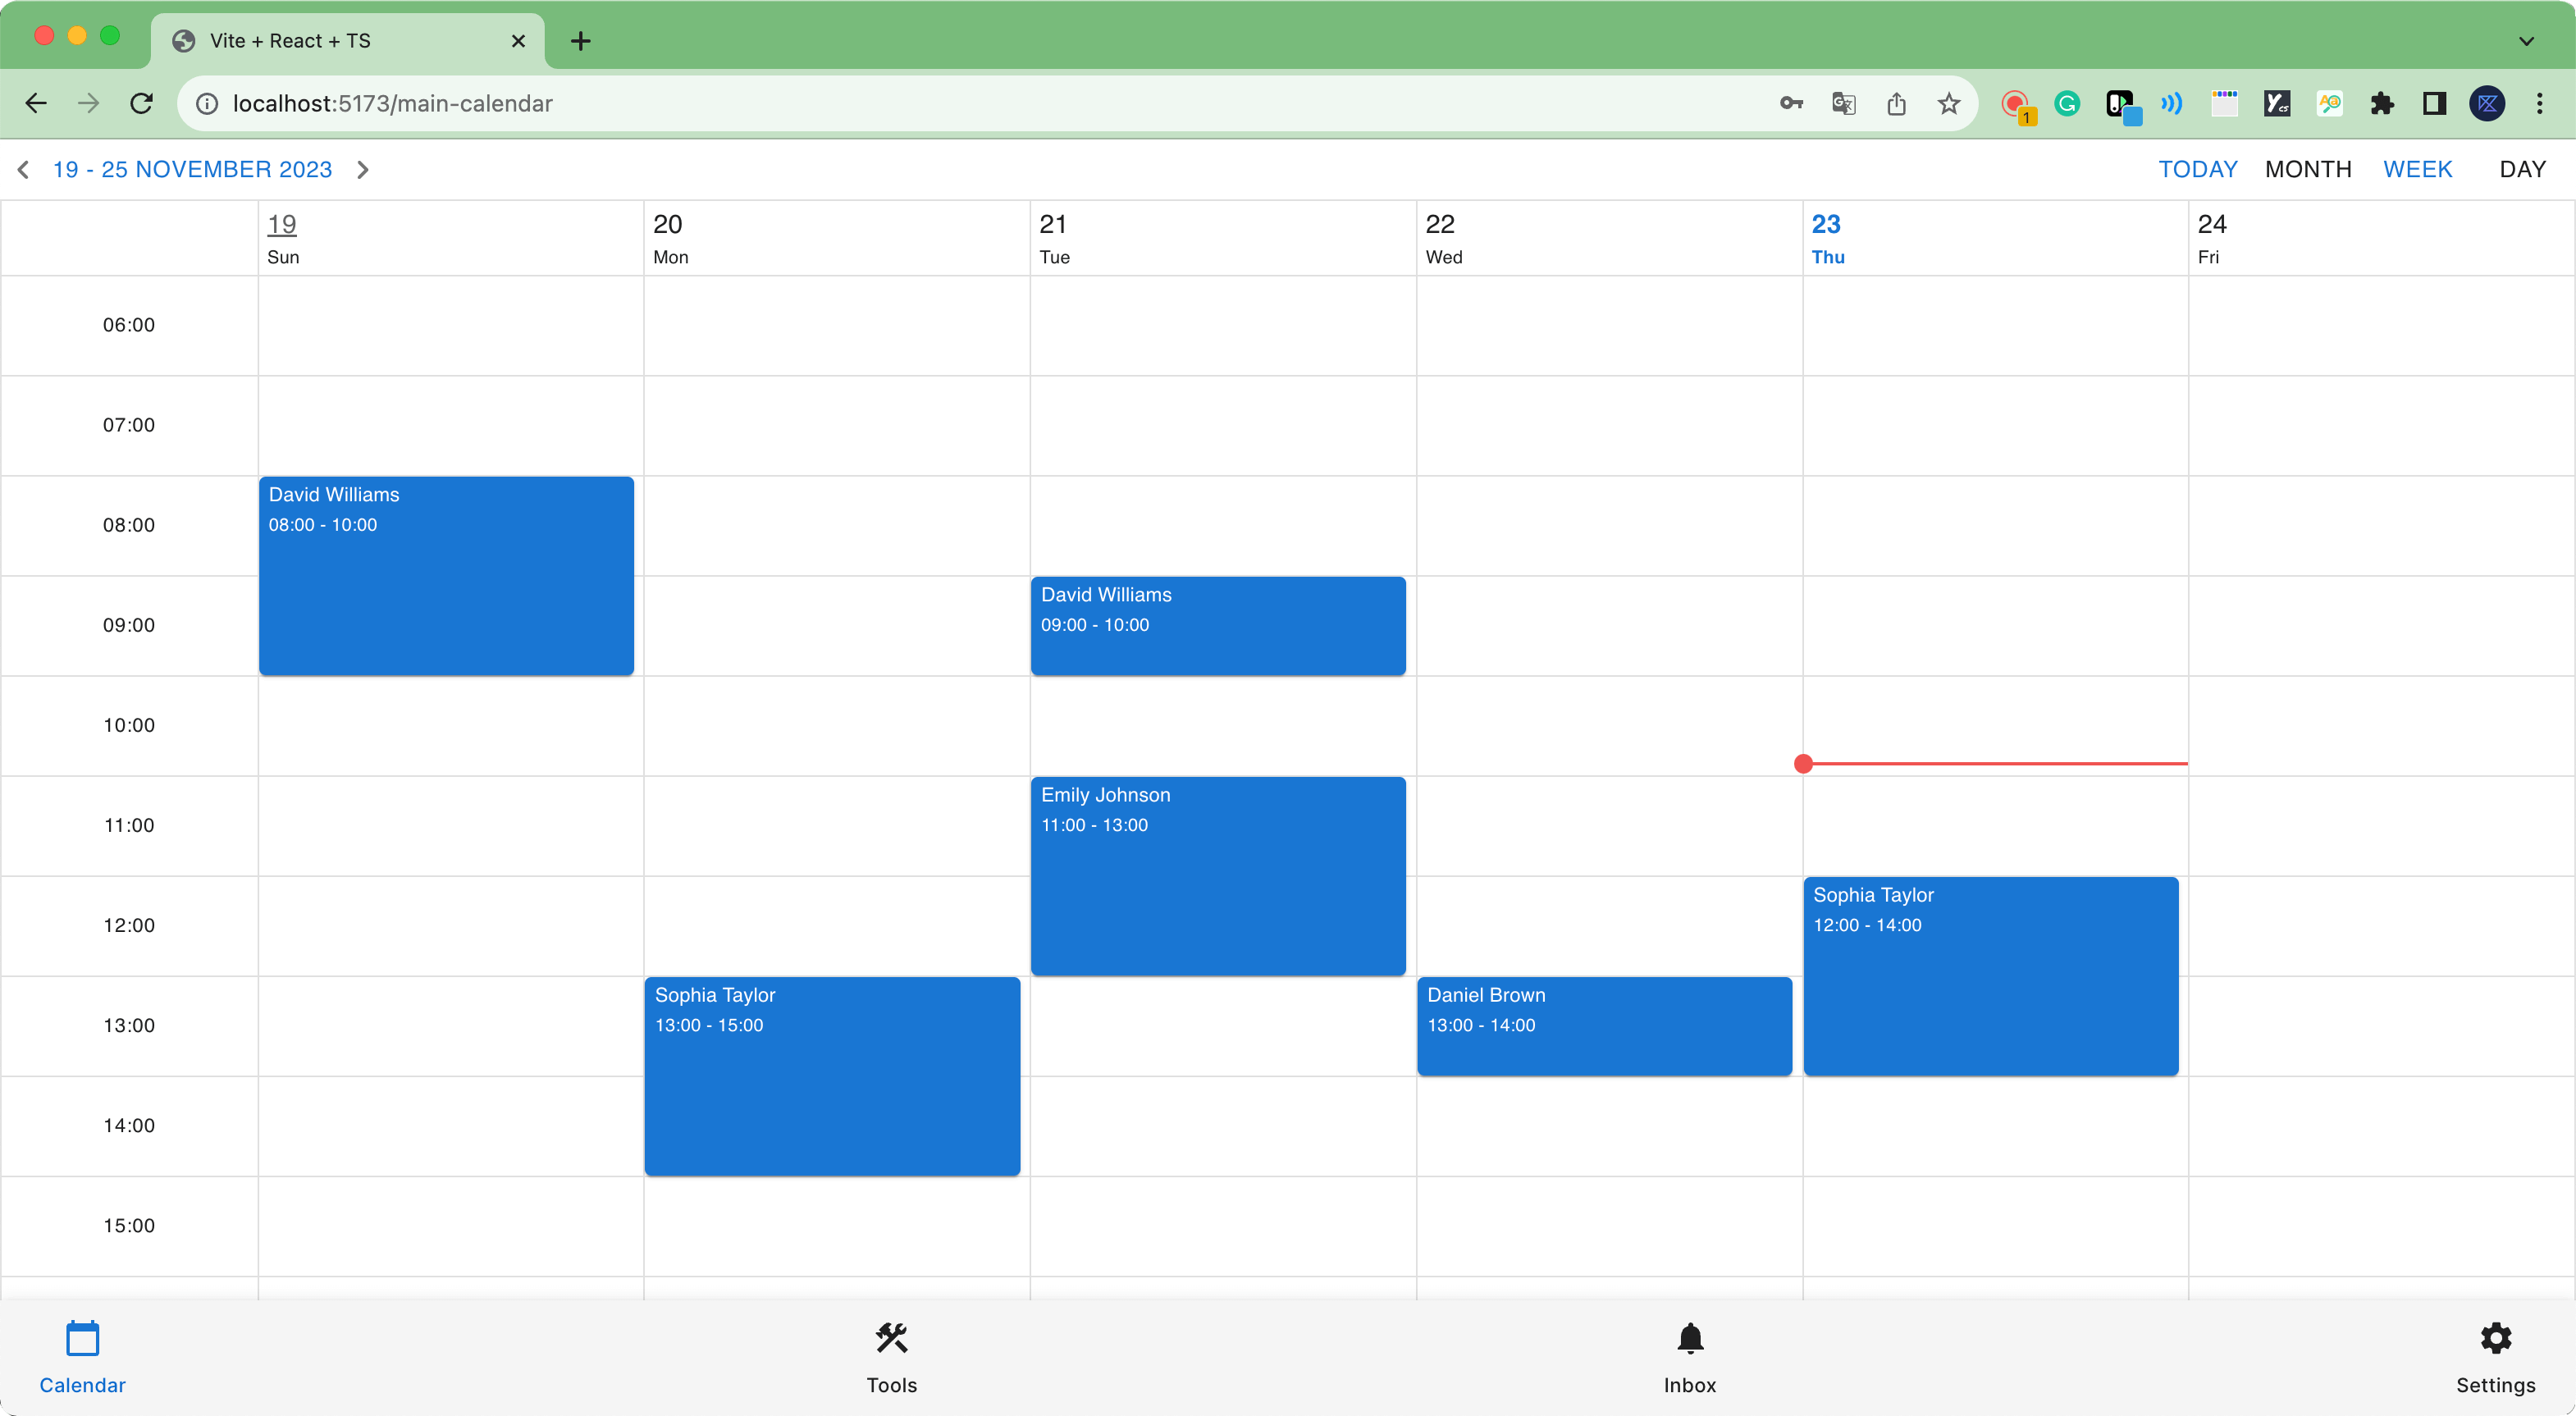 Vite + React + TS
localhost:5173/main-calendar
1
19 - 25 NOVEMBER 2023
TODAY MONTH WEEK DAY
19 20 21 22 23 24
Sun Mon Tue Wed Thu Fri
06:00
07:00
08:00
David Williams
08:00 - 10:00
09:00
David Williams
09:00 - 10:00
10:00
11:00
Emily Johnson
11:00 - 13:00
12:00
Sophia Taylor
12:00 - 14:00
13:00
Sophia Taylor
13:00 - 15:00
Daniel Brown
13:00 - 14:00
14:00
15:00
Calendar Tools Inbox Settings